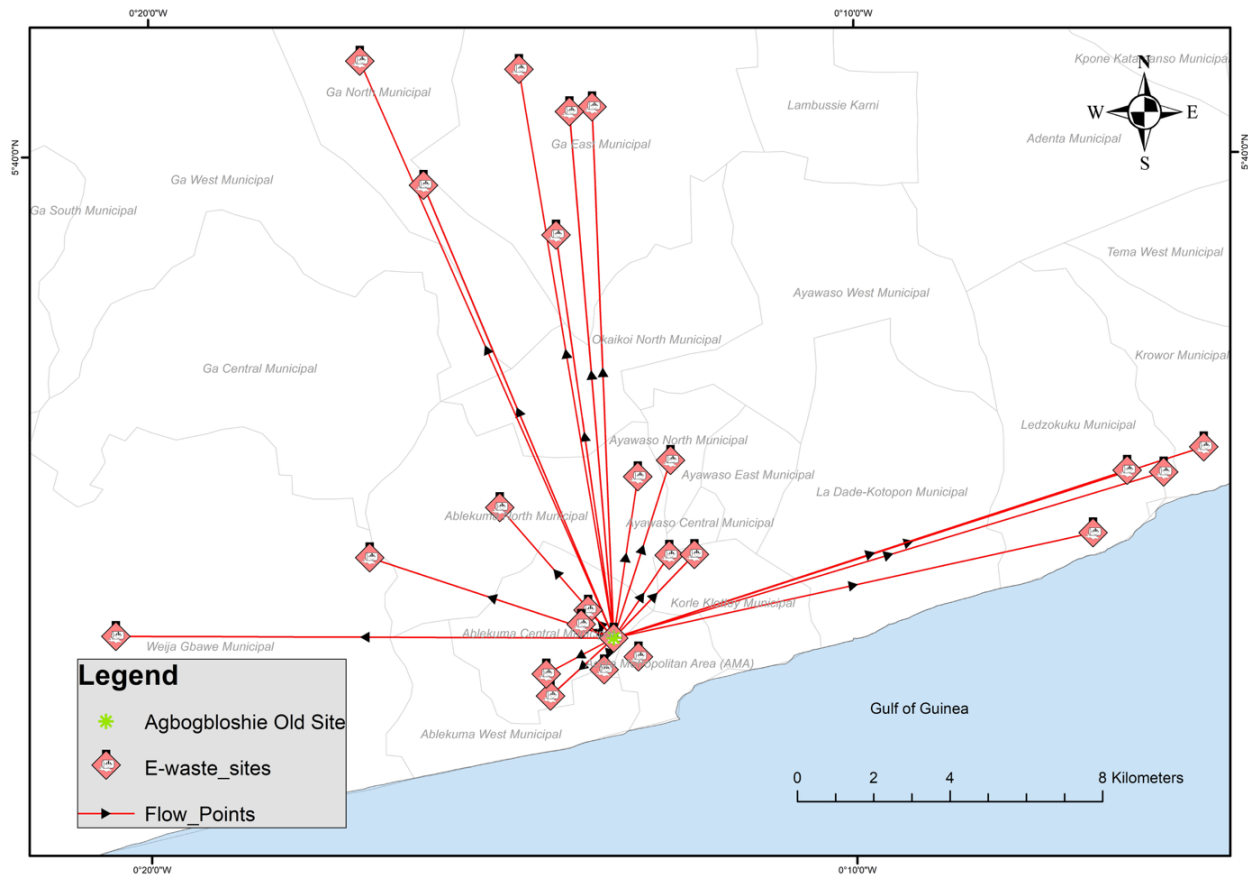 0°20'0"W
0°10'0"W
Kpone Katamanso Municipal
N
Ga North Municipal
Lambussie Karni
W
E
Ga East Municipal
Adenta Municipal
S
5°40'0"N
5°40'0"N
Ga West Municipal
Ga South Municipal
Tema West Municipal
Ayawaso West Municipal
Okaikoi North Municipal
Krowor Municipal
Ga Central Municipal
Ledzokuku Municipal
Ayawaso North Municipal
Ayawaso East Municipal
La Dade-Kotopon Municipal
Ablekuma North Municipal
Ayawaso Central Municipal
Korle Klottey Municipal
Ablekuma Central
Weija Gbawe Municipal
Metropolitan Area (AMA)
Legend
Agbogbloshie Old Site
E-waste_sites
Flow_Points
Ablekuma West Municipal
Gulf of Guinea
0 2 4 8 Kilometers
0°20'0"W
0°10'0"W